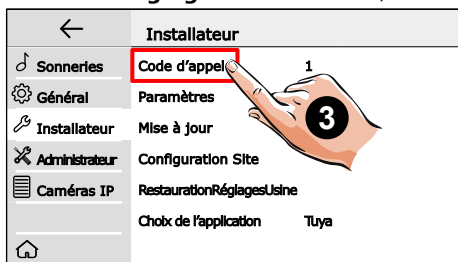 Installateur
Sonneries
Général
Installateur
Administrateur
Caméras IP
Code d'appel 1
Paramètres
Mise à jour
Configuration Site
RestaurationRéglagesUsine
Choix de l'application Tuya
3